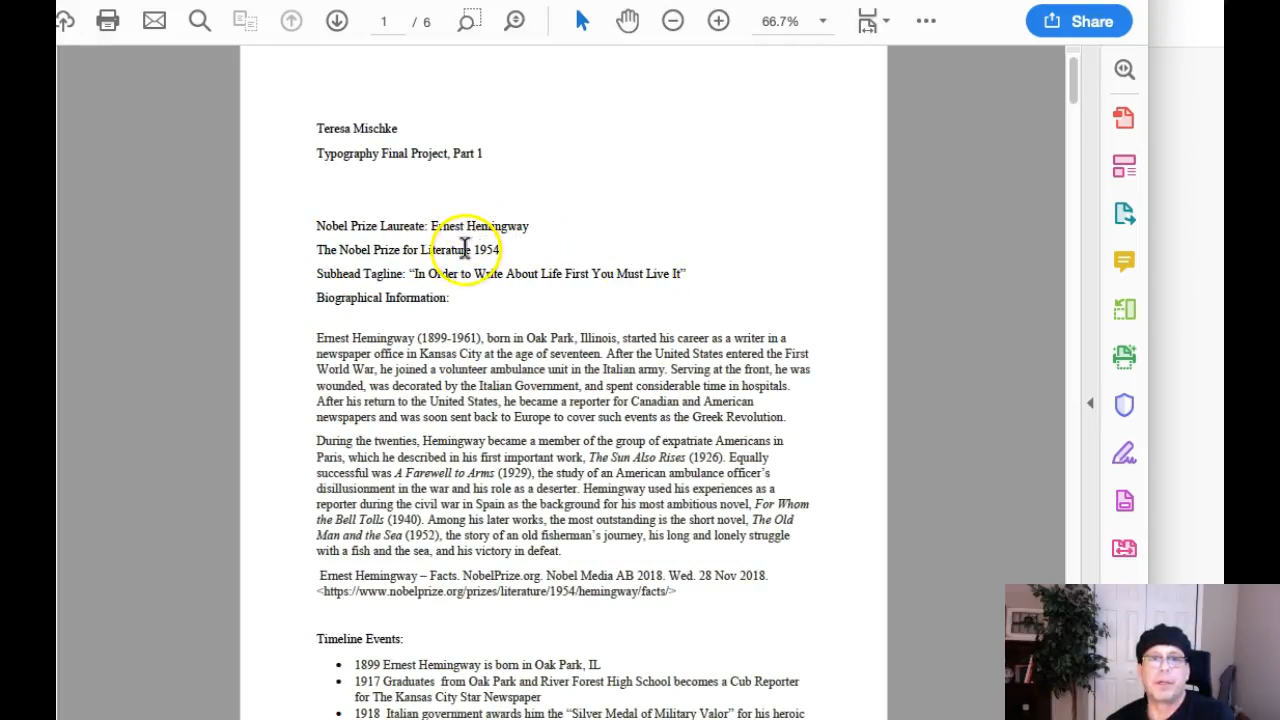 1 / 6
66.7%
Share
Teresa Mischke
Typography Final Project, Part 1
Nobel Prize Laureate: Ernest Hemingway
The Nobel Prize for Literature 1954
Subhead Tagline: “In Order to Write About Life First You Must Live It”
Biographical Information:
Ernest Hemingway (1899-1961), born in Oak Park, Illinois, started his career as a writer in a
newspaper office in Kansas City at the age of seventeen. After the United States entered the First
World War, he joined a volunteer ambulance unit in the Italian army. Serving at the front, he was
wounded, was decorated by the Italian Government, and spent considerable time in hospitals.
After his return to the United States, he became a reporter for Canadian and American
newspapers and was soon sent back to Europe to cover such events as the Greek Revolution.
During the twenties, Hemingway became a member of the group of expatriate Americans in
Paris, which he described in his first important work, The Sun Also Rises (1926). Equally
successful was A Farewell to Arms (1929), the study of an American ambulance officer’s
disillusionment in the war and his role as a deserter. Hemingway used his experiences as a
reporter during the civil war in Spain as the background for his most ambitious novel, For Whom
the Bell Tolls (1940). Among his later works, the most outstanding is the short novel, The Old
Man and the Sea (1952), the story of an old fisherman’s journey, his long and lonely struggle
with a fish and the sea, and his victory in defeat.
Ernest Hemingway – Facts. NobelPrize.org. Nobel Media AB 2018. Wed. 28 Nov 2018.
<https://www.nobelprize.org/prizes/literature/1954/hemingway/facts/>
Timeline Events:
• 1899 Ernest Hemingway is born in Oak Park, IL
• 1917 Graduates from Oak Park and River Forest High School becomes a Cub Reporter
for The Kansas City Star Newspaper
• 1918 Italian government awards him the “Silver Medal of Military Valor” for his heroic